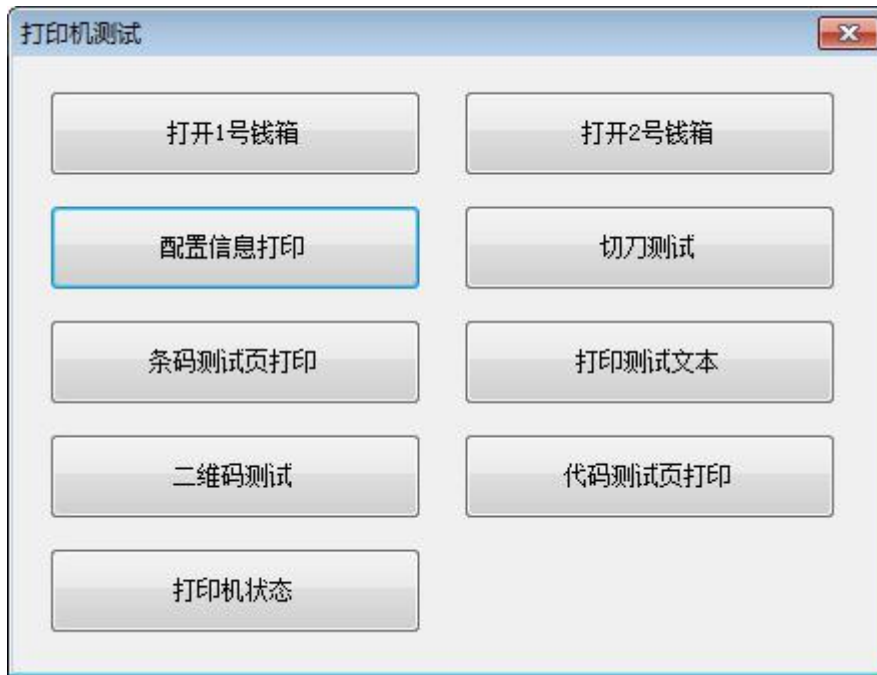 打印机测试
打开1号钱箱
打开2号钱箱
配置信息打印
切刀测试
条码测试页打印
打印测试文本
二维码测试
代码测试页打印
打印机状态